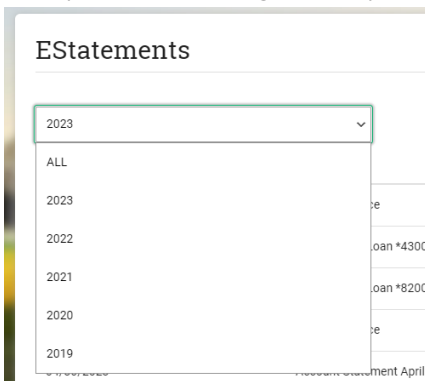 EStatements
2023
ALL
2023
ce
2022
Loan *4300
2021
Loan *8200
2020
ce
2019
Account Statement April